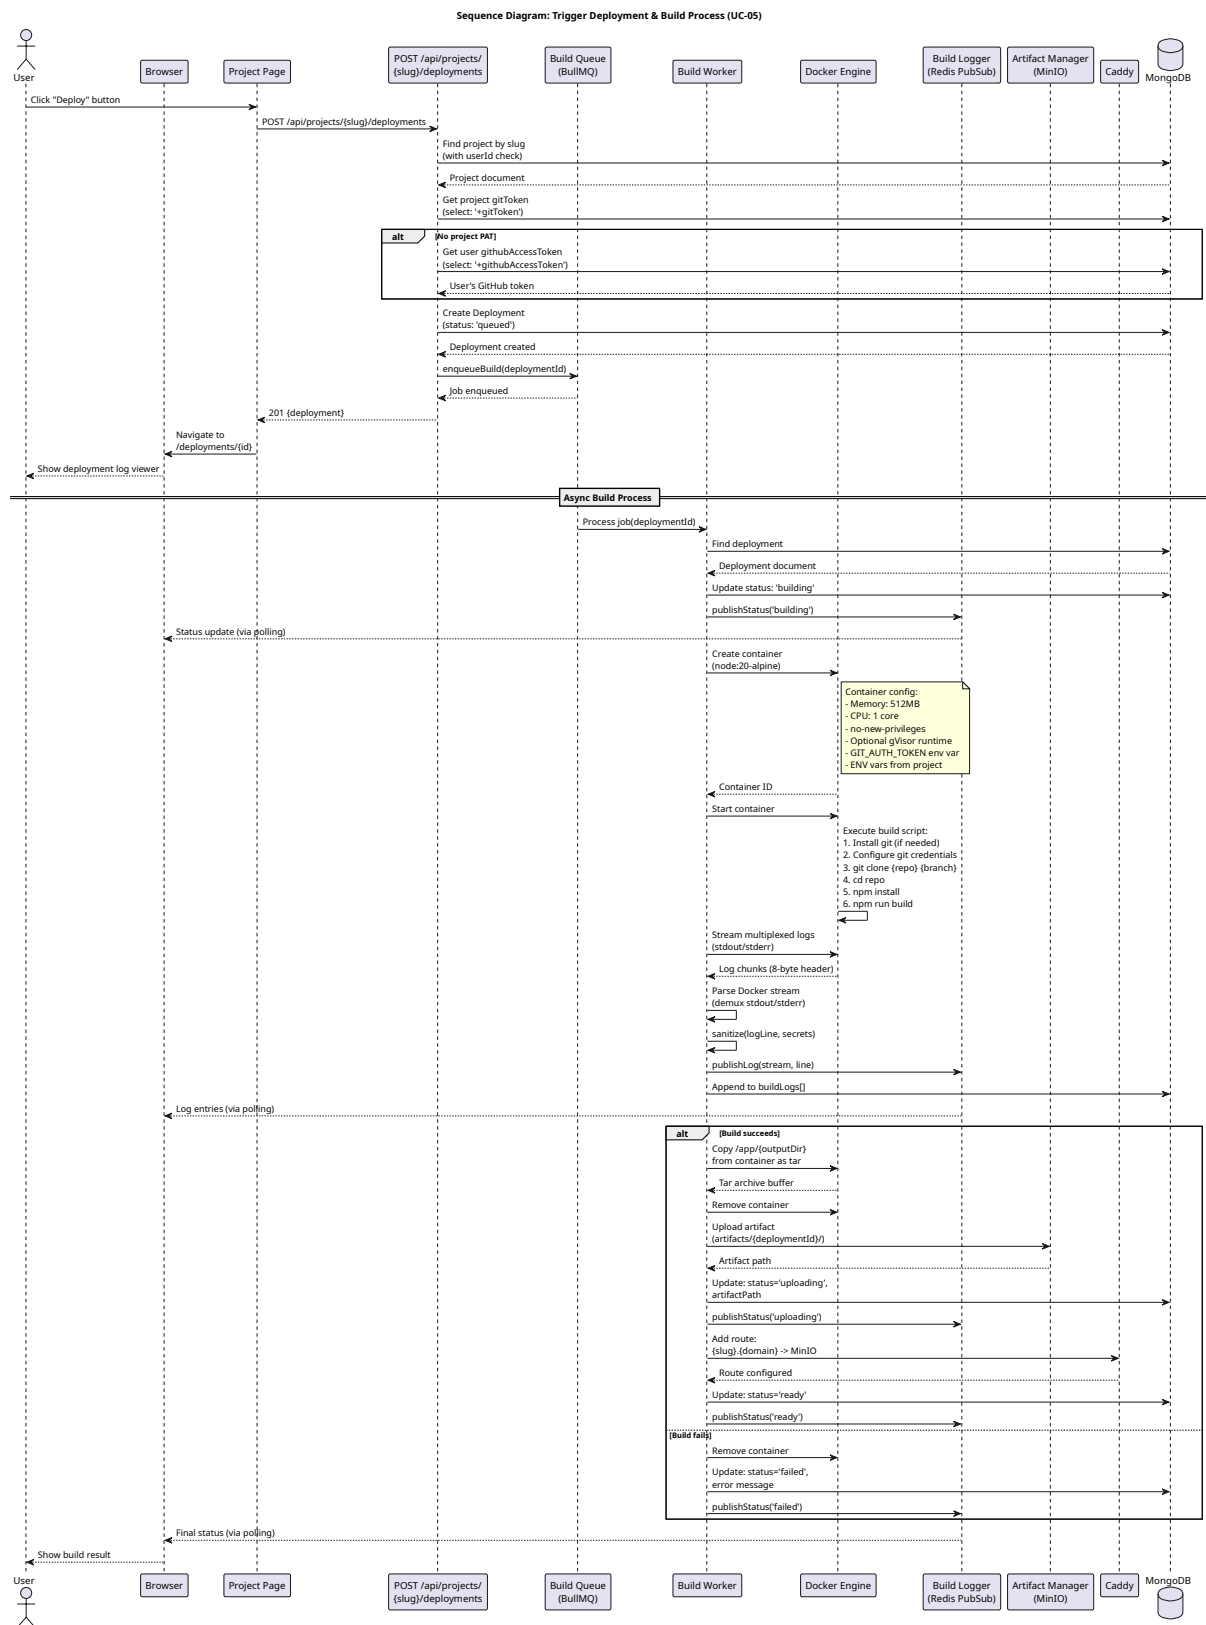 Sequence Diagram: Trigger Deployment & Build Process (UC-05)
User
Browser
Project Page
POST /api/projects/
{slug}/deployments
Build Queue
(BullMQ)
Build Worker
Docker Engine
Build Logger
(Redis PubSub)
Artifact Manager
(MinIO)
Caddy
MongoDB
Click "Deploy" button
POST /api/projects/{slug}/deployments
Find project by slug
(with userId check)
Project document
Get project gitToken
(select: '+gitToken')
alt
[No project PAT]
Get user githubAccessToken
(select: '+githubAccessToken')
User's GitHub token
Create Deployment
(status: 'queued')
Deployment created
enqueueBuild(deploymentId)
Job enqueued
201 {deployment}
Navigate to
/deployments/{id}
Show deployment log viewer
Async Build Process
Process job(deploymentId)
Find deployment
Deployment document
Update status: 'building'
publishStatus('building')
Status update (via polling)
Create container
(node:20-alpine)
Container config:
- Memory: 512MB
- CPU: 1 core
- no-new-privileges
- Optional gVisor runtime
- GIT_AUTH_TOKEN env var
- ENV vars from project
Container ID
Start container
Execute build script:
1. Install git (if needed)
2. Configure git credentials
3. git clone {repo} {branch}
4. cd repo
5. npm install
6. npm run build
Stream multiplexed logs
(stdout/stderr)
Log chunks (8-byte header)
Parse Docker stream
(demux stdout/stderr)
sanitize(logLine, secrets)
publishLog(stream, line)
Append to buildLogs[]
Log entries (via polling)
alt
[Build succeeds]
Copy /app/{outputDir}
from container as tar
Tar archive buffer
Remove container
Upload artifact
(artifacts/{deploymentId}/)
Artifact path
Update: status='uploading',
artifactPath
publishStatus('uploading')
Add route:
{slug}.{domain} -> MinIO
Route configured
Update: status='ready'
publishStatus('ready')
[Build fails]
Remove container
Update: status='failed',
error message
publishStatus('failed')
Final status (via polling)
Show build result
User
Browser
Project Page
POST /api/projects/
{slug}/deployments
Build Queue
(BullMQ)
Build Worker
Docker Engine
Build Logger
(Redis PubSub)
Artifact Manager
(MinIO)
Caddy
MongoDB